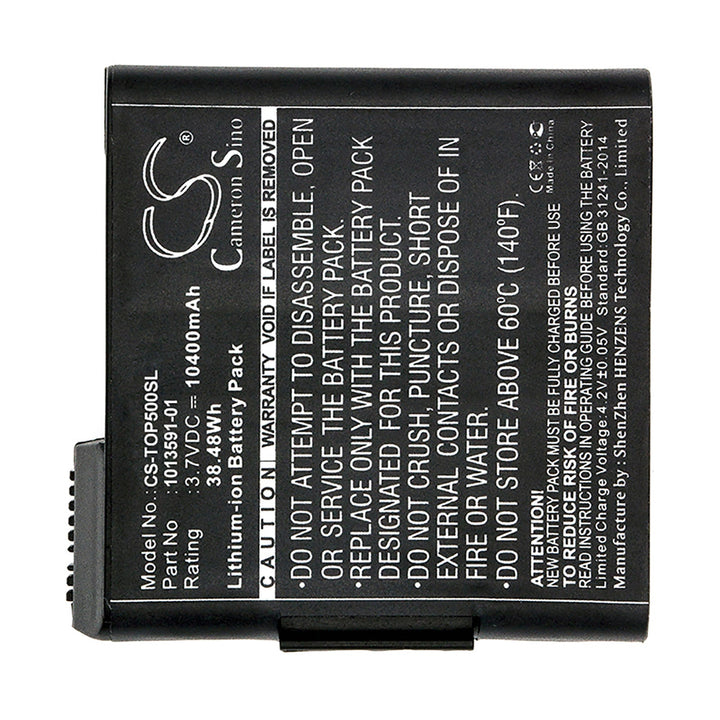 CS®
Cameron Sino
Model No.: CS-TOP500SL
Part No :1013591-01
Rating :3.7VDC ⎓ 10400mAh
38.48Wh
Lithium-ion Battery Pack
CAUTION WARRANTY VOID IF LABEL IS REMOVED
•DO NOT ATTEMPT TO DISASSEMBLE, OPEN
OR SERVICE THE BATTERY PACK.
•REPLACE ONLY WITH THE BATTERY PACK
DESIGNATED FOR THIS PRODUCT.
•DO NOT CRUSH, PUNCTURE, SHORT
EXTERNAL CONTACTS OR DISPOSE OF IN
FIRE OR WATER.
•DO NOT STORE ABOVE 60°C (140°F).
CE
Made in China
ATTENTION!
NEW BATTERY PACK MUST BE FULLY CHARGED BEFORE USE.
TO REDUCE RISK OF FIRE OR BURNS
READ INSTRUCTIONS OF OPERATING GUIDE BEFORE USING THE BATTERY
Limited Charge Voltage:4.2V±0.05V Standard:GB 31241-2014
Manufactured by:ShenZhen HENZENS Technology Co., Limited